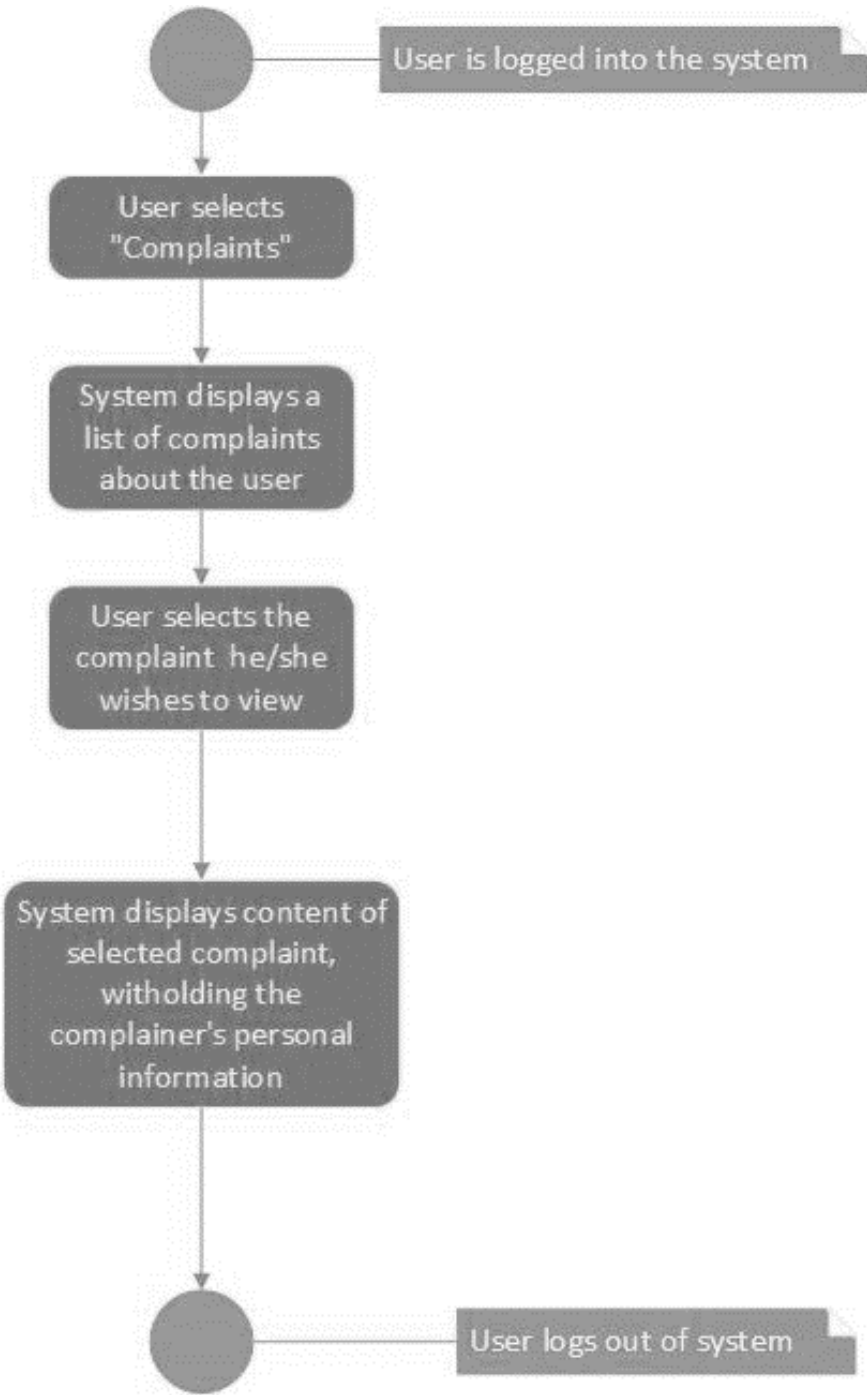 User is logged into the system
User selects
"Complaints"
System displays a
list of complaints
about the user
User selects the
complaint he/she
wishes to view
System displays content of
selected complaint,
witholding the
complainer's personal
information
User logs out of system